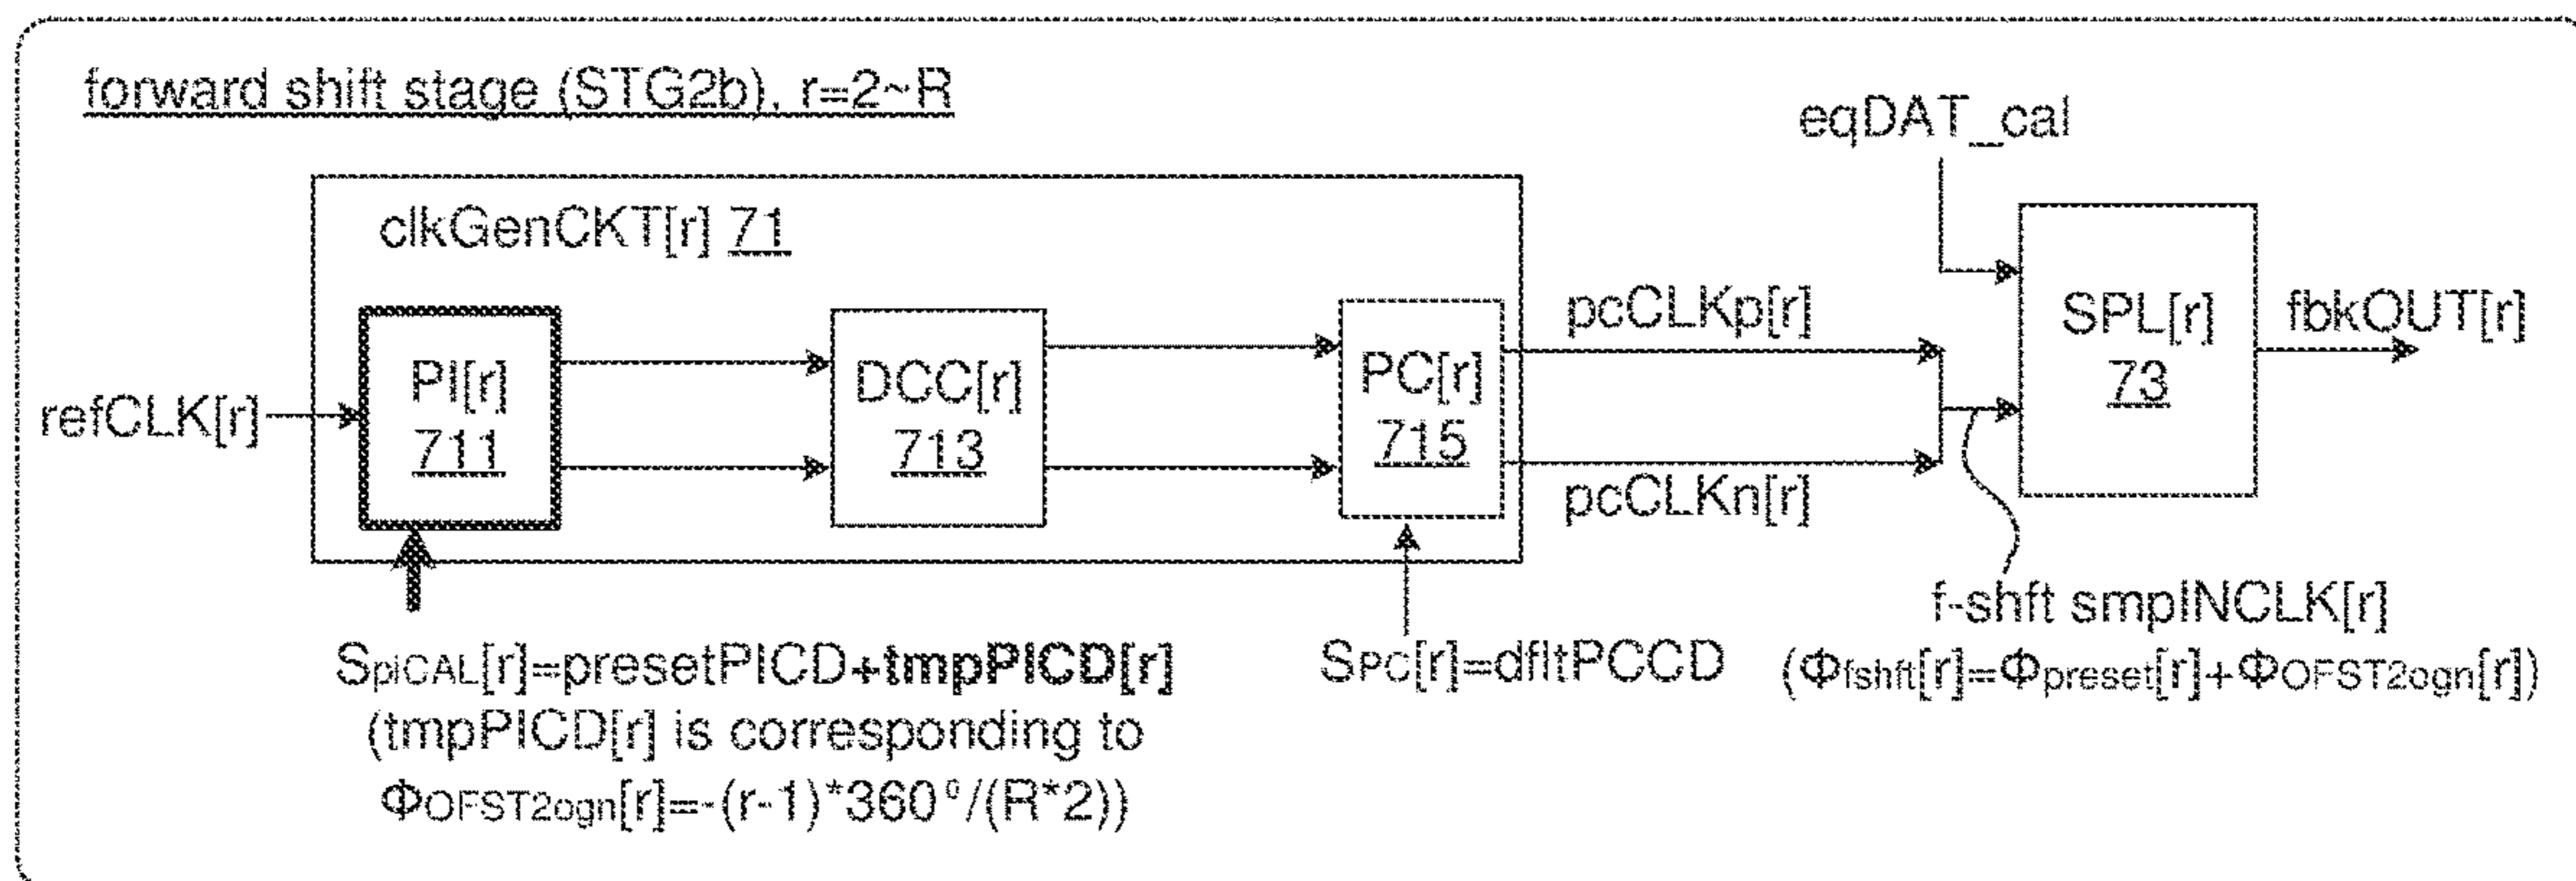 forward shift stage (STG2b), r=2~R
eqDAT_cal
clkGenCKT[r] 71
refCLK[r]
PI[r]
711
DCC[r]
713
PC[r]
715
pcCLKp[r]
pcCLKn[r]
SPL[r]
73
fbkOUT[r]
f-shft smplNCLK[r]
(Φfshft[r]=Φpreset[r]+ΦOFST2ogn[r])
SPC[r]=dfltPCCD
SpiCAL[r]=presetPICD+tmpPICD[r]
(tmpPICD[r] is corresponding to
ΦOFST2ogn[r]=-(r-1)*360⁰/(R*2))